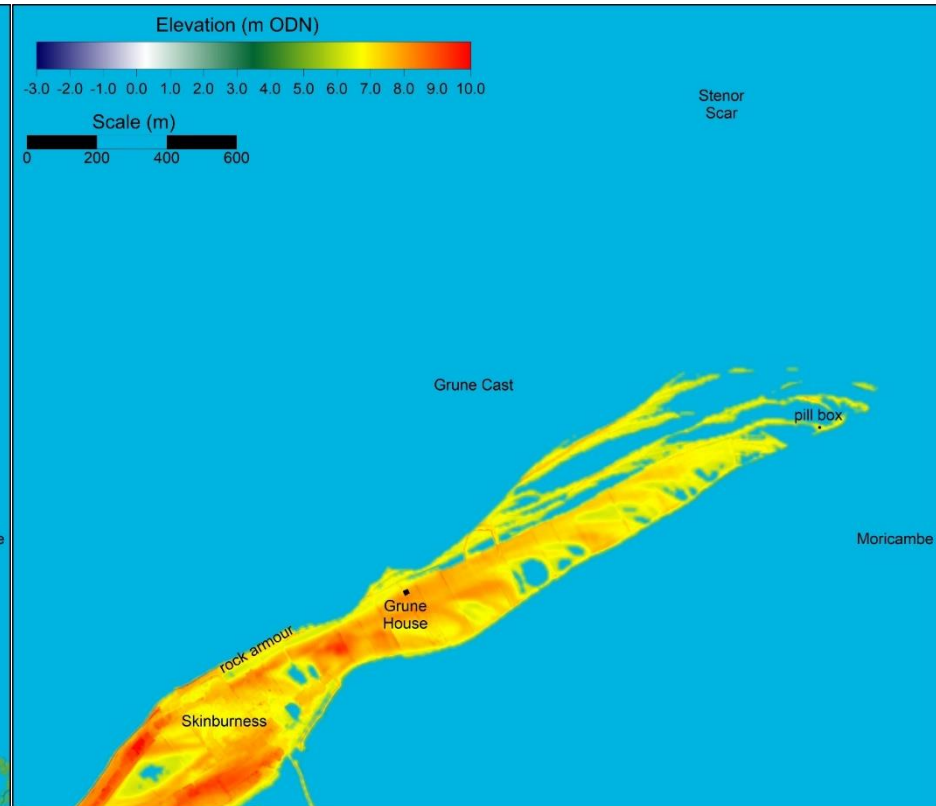 Elevation (m ODN)
-3.0 -2.0 -1.0 0.0 1.0 2.0 3.0 4.0 5.0 6.0 7.0 8.0 9.0 10.0
Scale (m)
0 200 400 600
Stenor
Scar
Grune Cast
pill box
e
Moricambe
Grune
House
rock armour
Skinburness